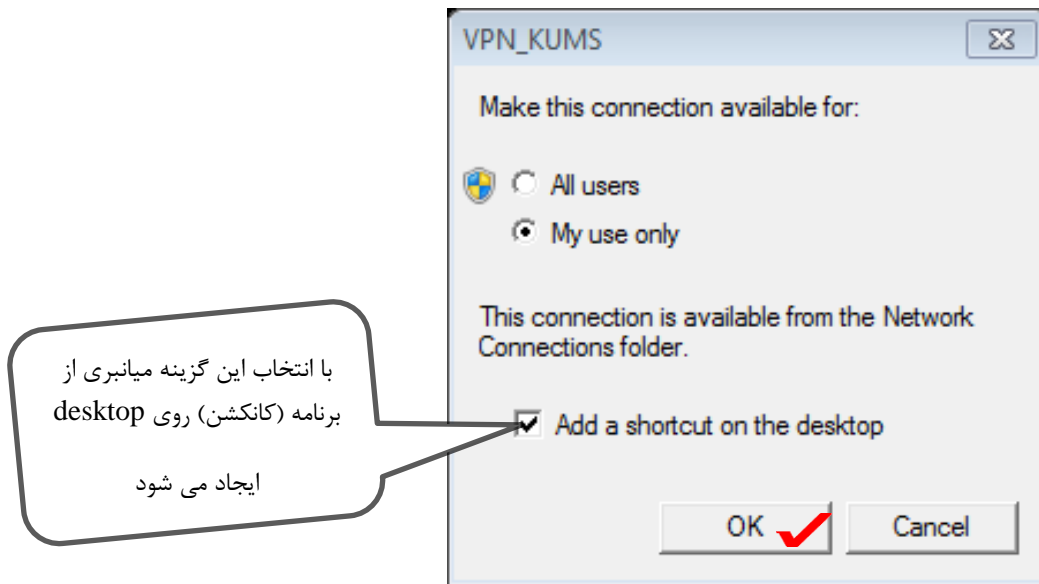 VPN_KUMS
Make this connection available for:
All users
My use only
This connection is available from the Network
Connections folder.
با انتخاب این گزینه میانبری از
برنامه (کانکشن) روی desktop
ایجاد می شود
Add a shortcut on the desktop
OK
Cancel